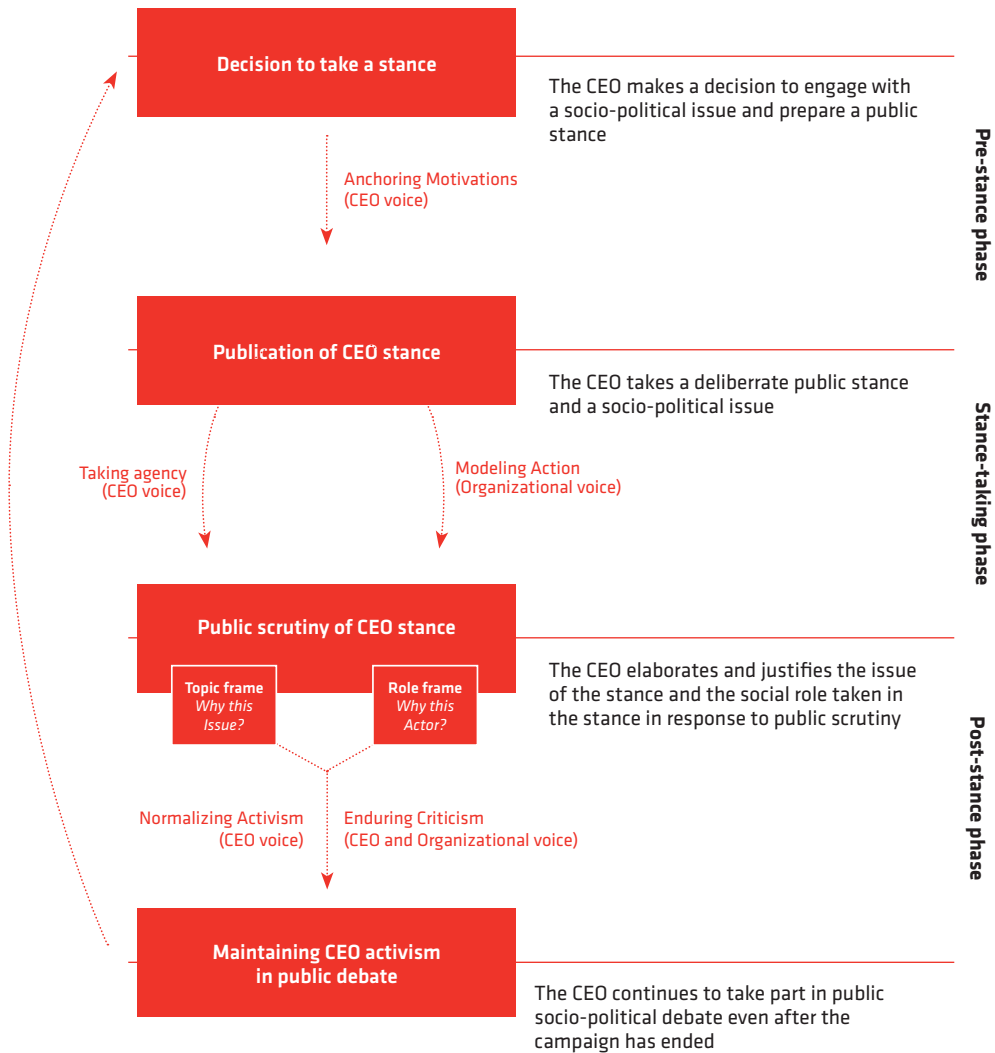 Decision to take a stance
The CEO makes a decision to engage with
a socio-political issue and prepare a public
stance
Pre-stance phase
Anchoring Motivations
(CEO voice)
Publication of CEO stance
The CEO takes a deliberrate public stance
and a socio-political issue
Stance-taking phase
Taking agency
(CEO voice)
Modeling Action
(Organizational voice)
Public scrutiny of CEO stance
Topic frame
Why this
Issue?
Role frame
Why this
Actor?
The CEO elaborates and justifies the issue
of the stance and the social role taken in
the stance in response to public scrutiny
Post-stance phase
Normalizing Activism
(CEO voice)
Enduring Criticism
(CEO and Organizational voice)
Maintaining CEO activism
in public debate
The CEO continues to take part in public
socio-political debate even after the
campaign has ended